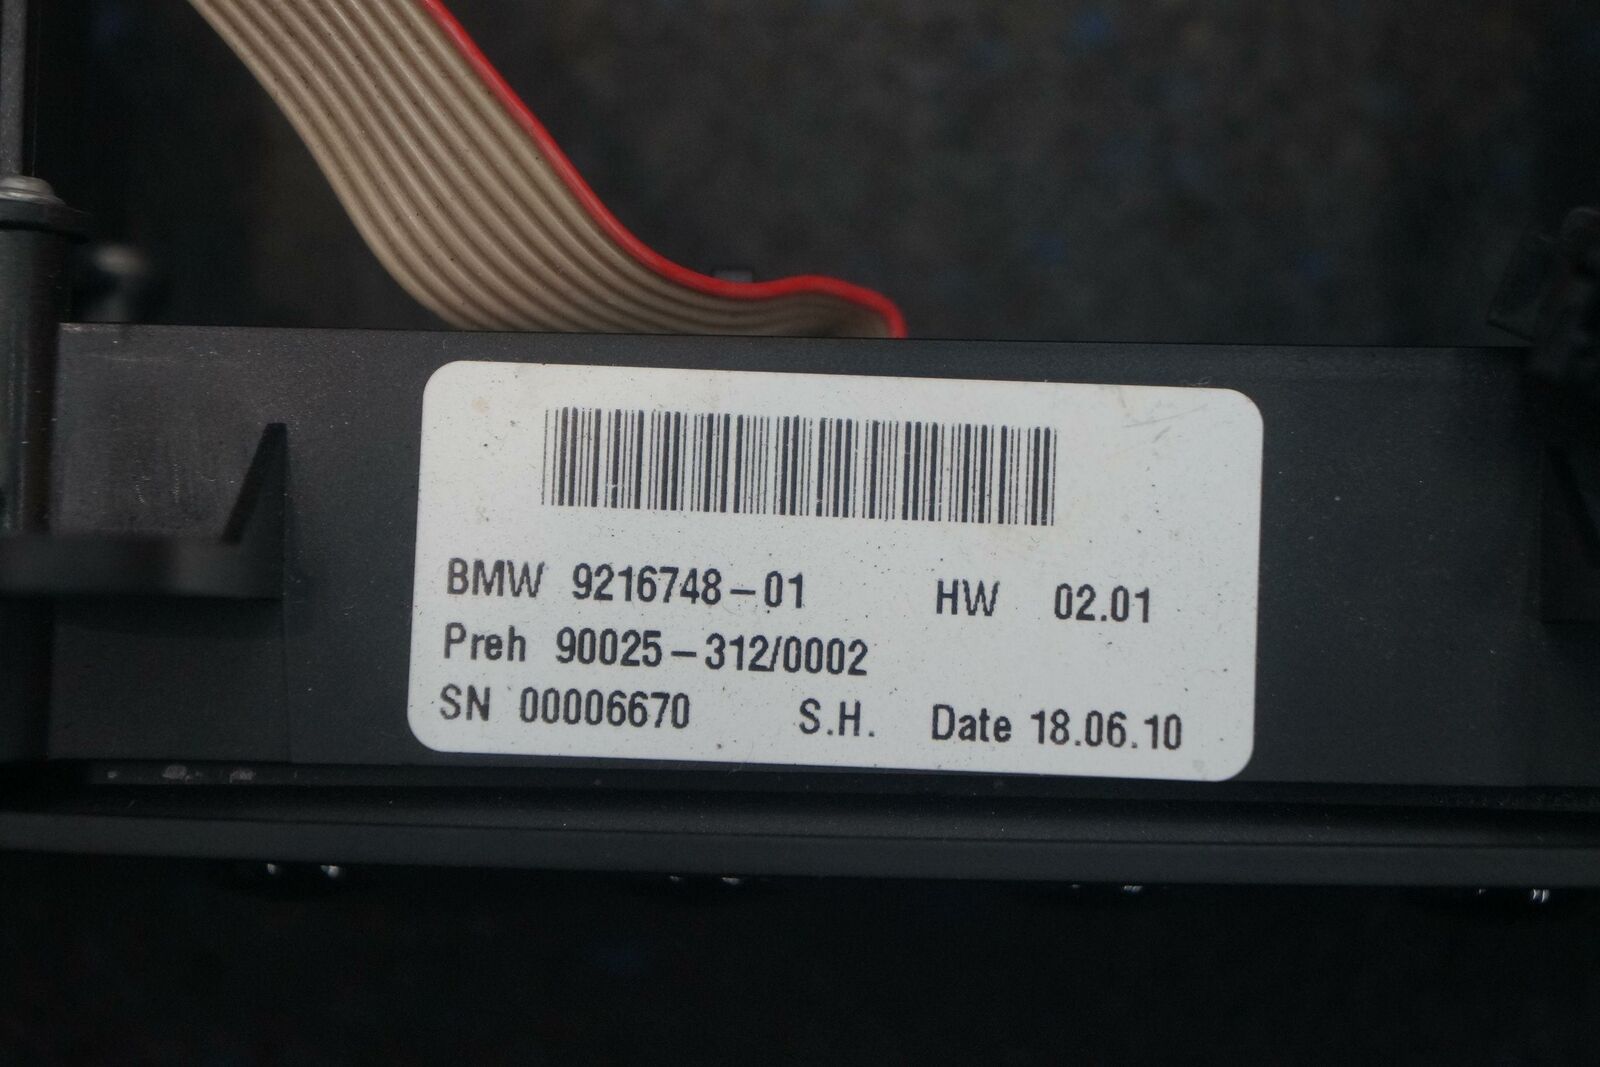 BMW 9216748-01 HW 02.01
Preh 90025-312/0002
SN 00006670 S.H. Date 18.06.10